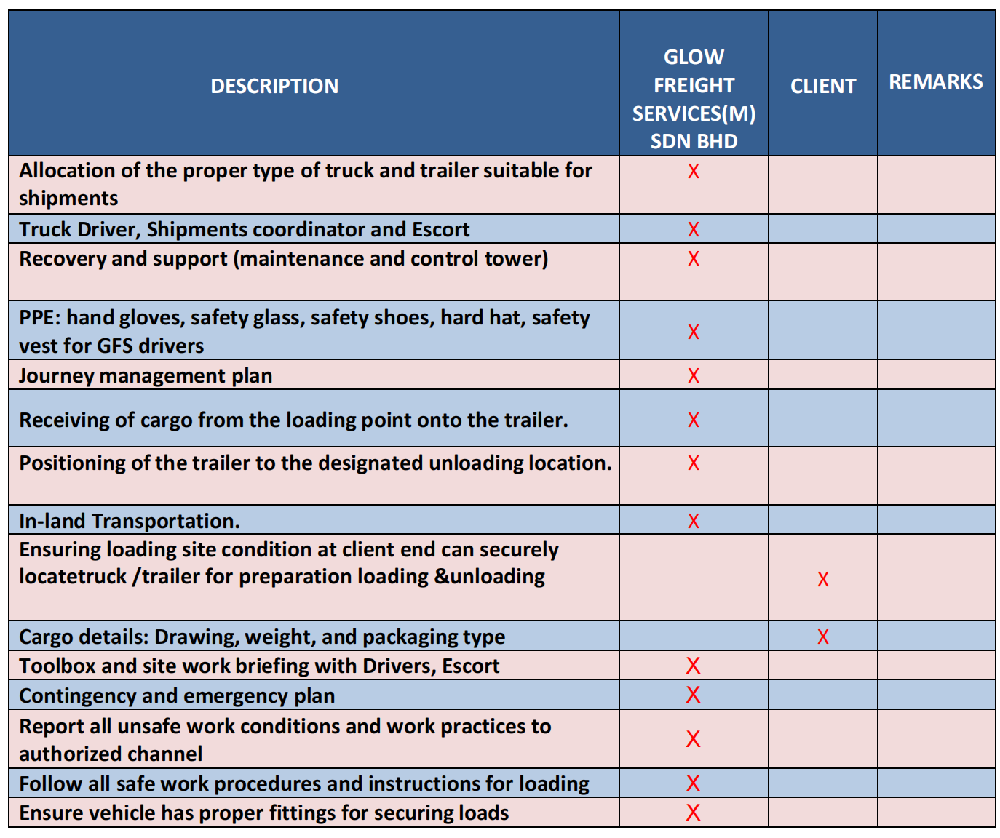 DESCRIPTION
GLOW
FREIGHT
SERVICES(M)
SDN BHD
CLIENT
REMARKS
Allocation of the proper type of truck and trailer suitable for
shipments
X
Truck Driver, Shipments coordinator and Escort
X
Recovery and support (maintenance and control tower)
X
PPE: hand gloves, safety glass, safety shoes, hard hat, safety
vest for GFS drivers
X
Journey management plan
X
Receiving of cargo from the loading point onto the trailer.
X
Positioning of the trailer to the designated unloading location.
X
In-land Transportation.
X
Ensuring loading site condition at client end can securely
locatetruck /trailer for preparation loading &unloading
X
Cargo details: Drawing, weight, and packaging type
X
Toolbox and site work briefing with Drivers, Escort
X
Contingency and emergency plan
X
Report all unsafe work conditions and work practices to
authorized channel
X
Follow all safe work procedures and instructions for loading
X
Ensure vehicle has proper fittings for securing loads
X